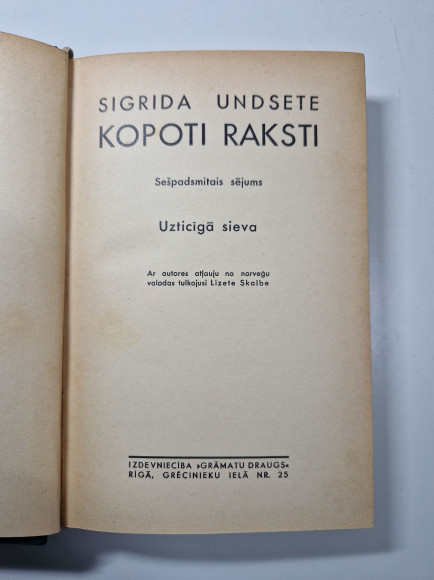 SIGRIDA UNDSETE
KOPOTI RAKSTI
Sešpadsmitais sējums
Uzticīgā sieva
Ar autores atļauju no norveģu
valodas tulkojusi Lizete Skalbe
IZDEVNIECĪBA »GRĀMATU DRAUGS«
RĪGĀ, GRĒCINIEKU IELĀ NR. 25